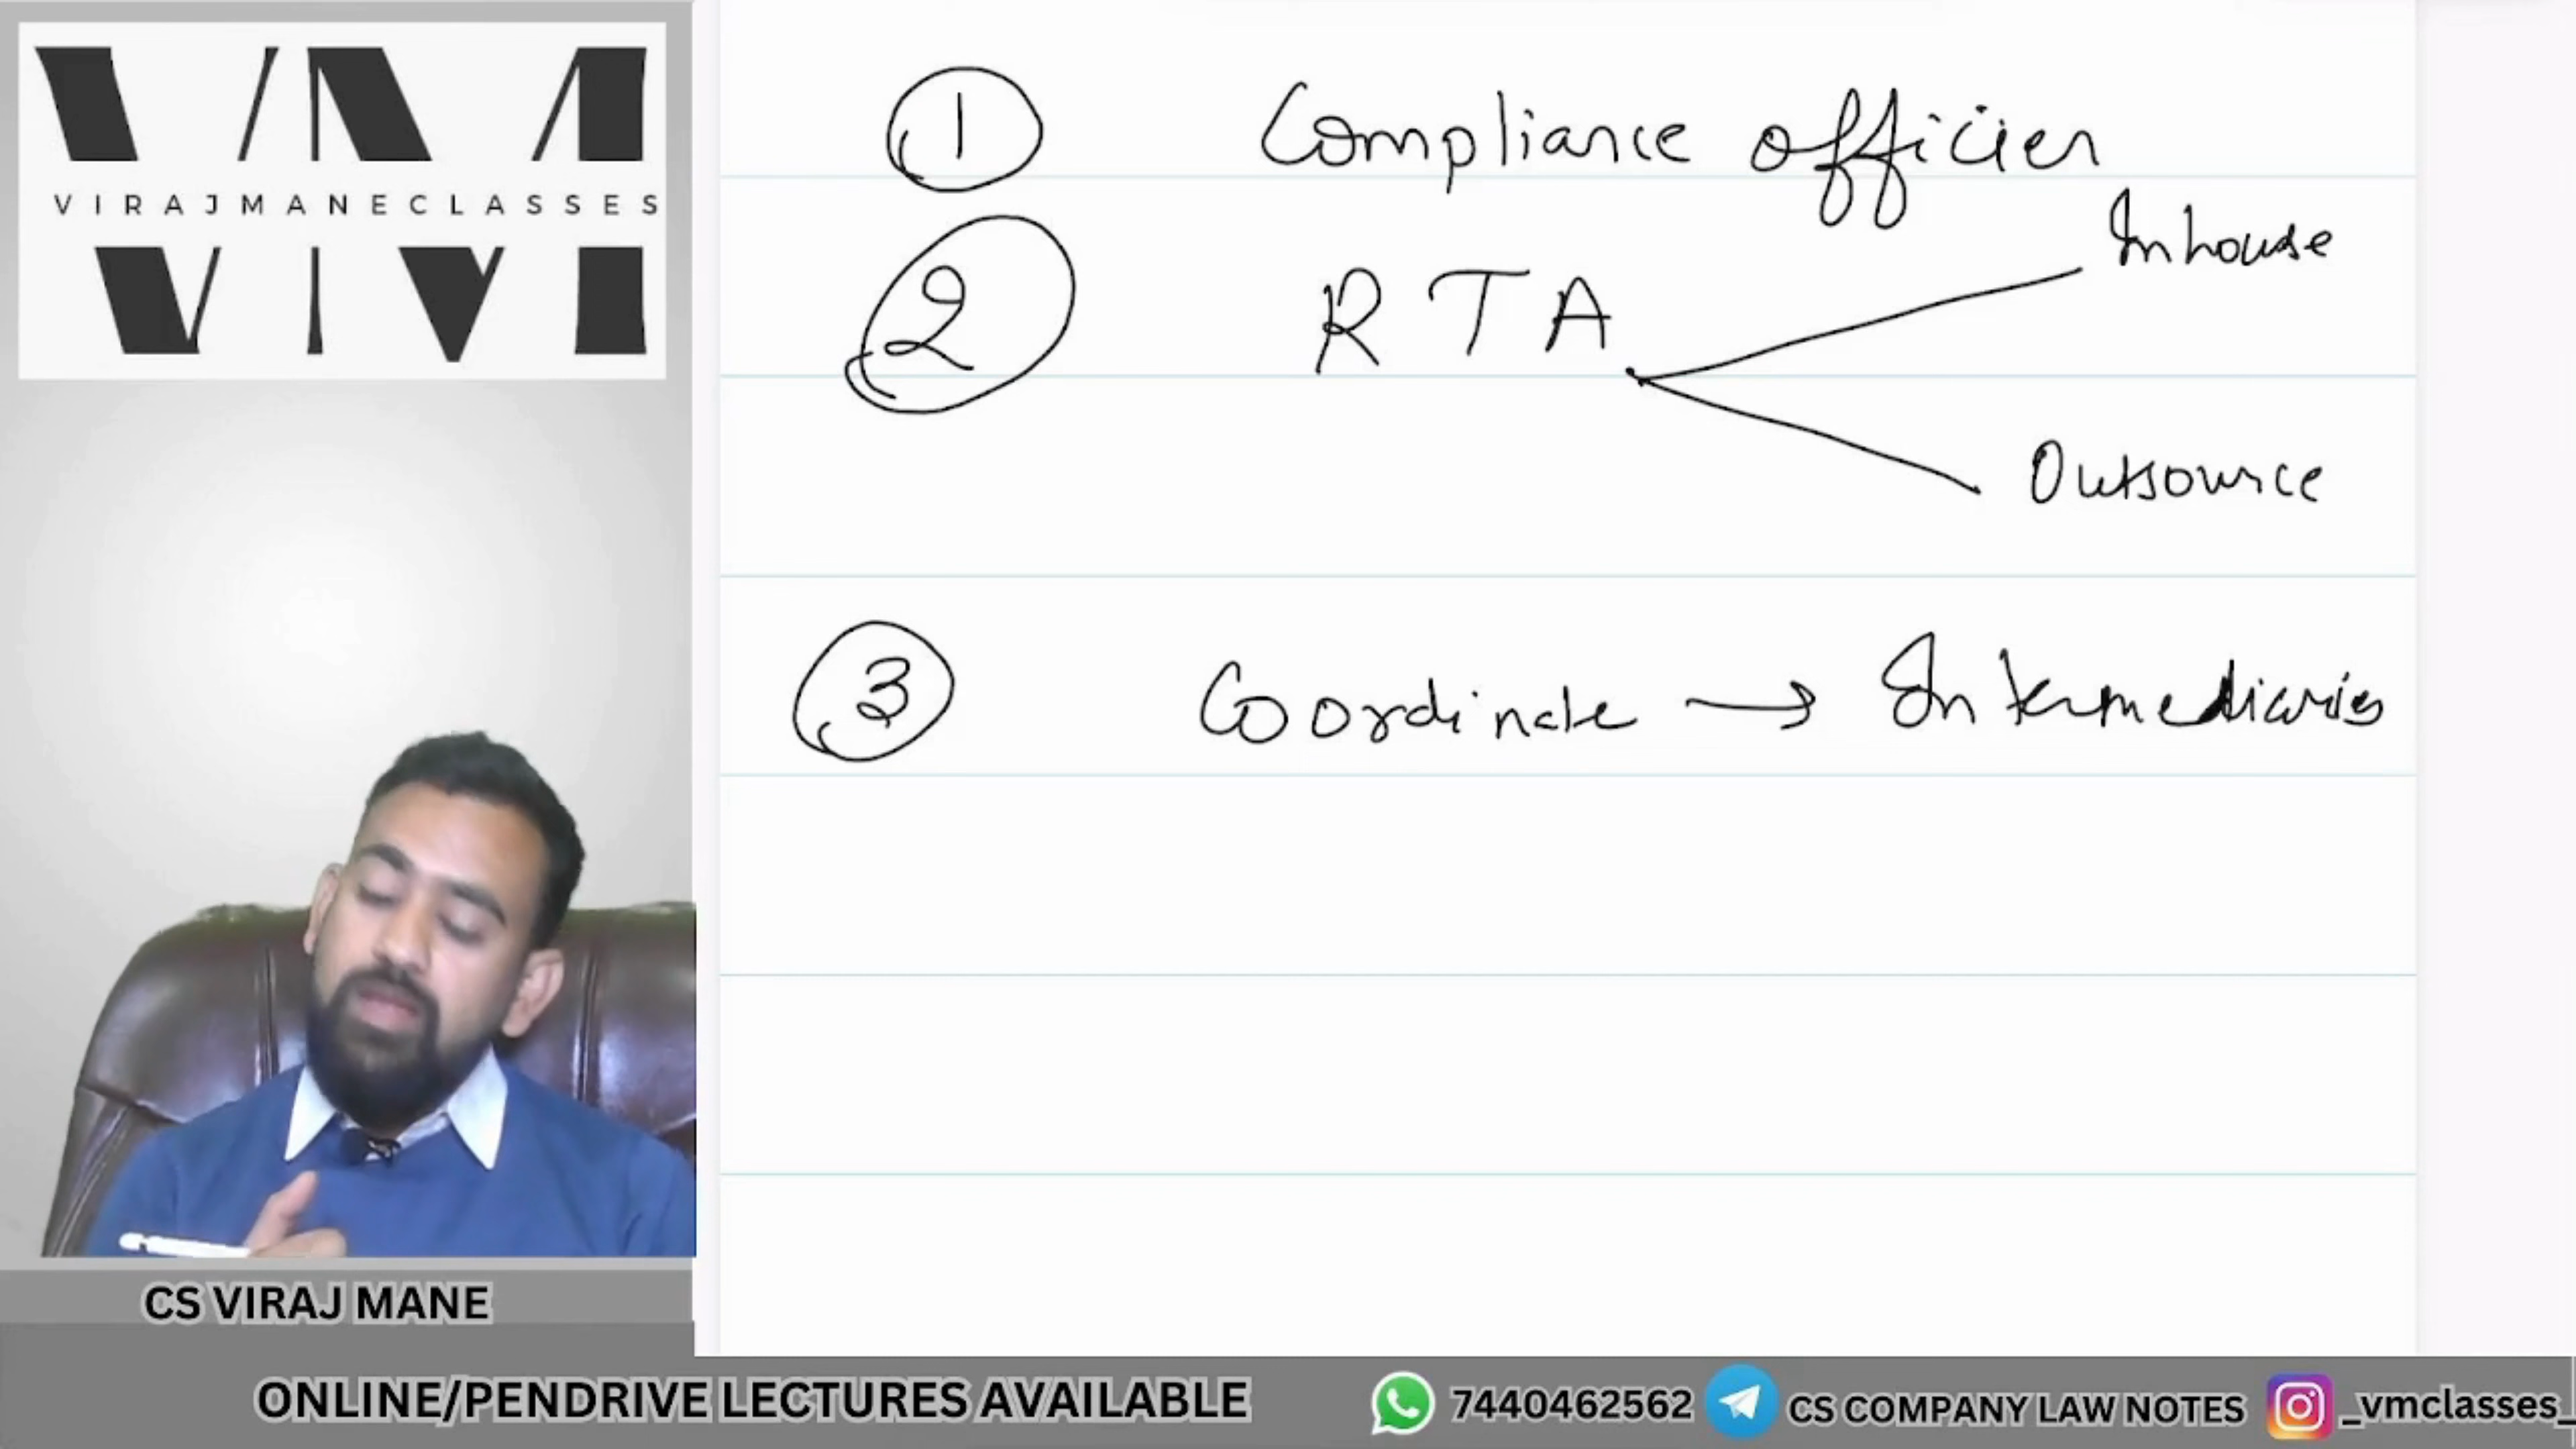 VIRAJMANECLASSES
1 Compliance officier
2 RTA
Inhouse
Outsource
3 Coordinate → Intermediaries
CS VIRAJ MANE
ONLINE/PENDRIVE LECTURES AVAILABLE 7440462562 CS COMPANY LAW NOTES _vmclasses_